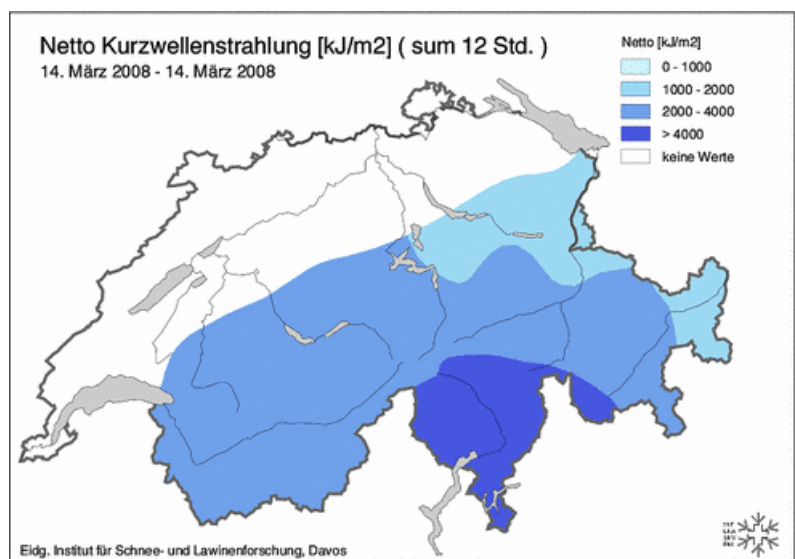 Netto Kurzwellenstrahlung [kJ/m2] ( sum 12 Std. )
14. März 2008 - 14. März 2008
Netto [kJ/m2]
0 - 1000
1000 - 2000
2000 - 4000
> 4000
keine Werte
Eidg. Institut für Schnee- und Lawinenforschung, Davos